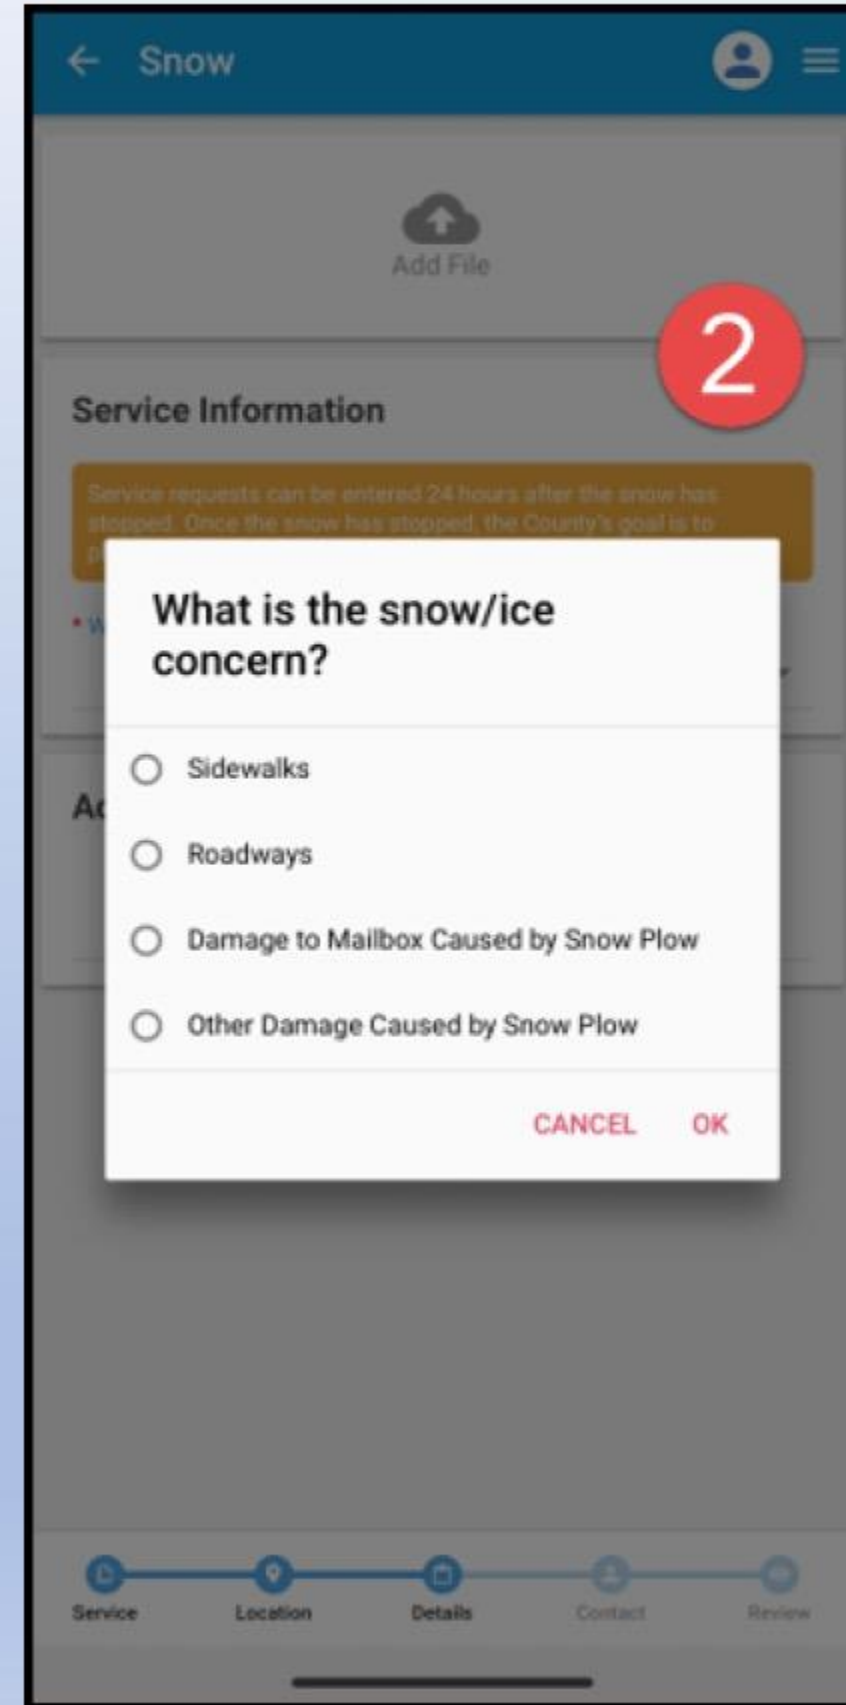 Snow
Add File
2
Service Information
Service requests can be entered 24 hours after the snow has
stopped. Once the snow has stopped, the County's goal is to
What is the snow/ice
concern?
Sidewalks
Roadways
Damage to Mailbox Caused by Snow Plow
Other Damage Caused by Snow Plow
CANCEL OK
Service Location Details Contact Review